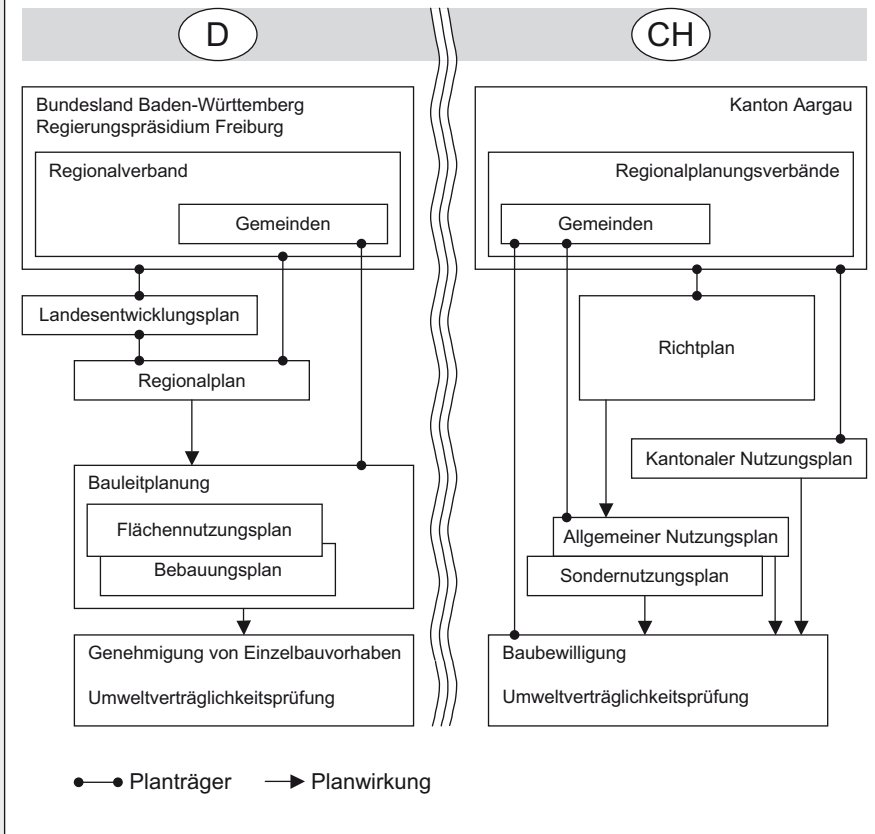 D
Bundesland Baden-Württemberg
Regierungspräsidium Freiburg
Regionalverband
Gemeinden
Landesentwicklungsplan
Regionalplan
Bauleitplanung
Flächennutzungsplan
Bebauungsplan
Genehmigung von Einzelbauvorhaben
Umweltverträglichkeitsprüfung
CH
Kanton Aargau
Regionalplanungsverbände
Gemeinden
Richtplan
Kantonaler Nutzungsplan
Allgemeiner Nutzungsplan
Sondernutzungsplan
Baubewilligung
Umweltverträglichkeitsprüfung
Planträger
Planwirkung